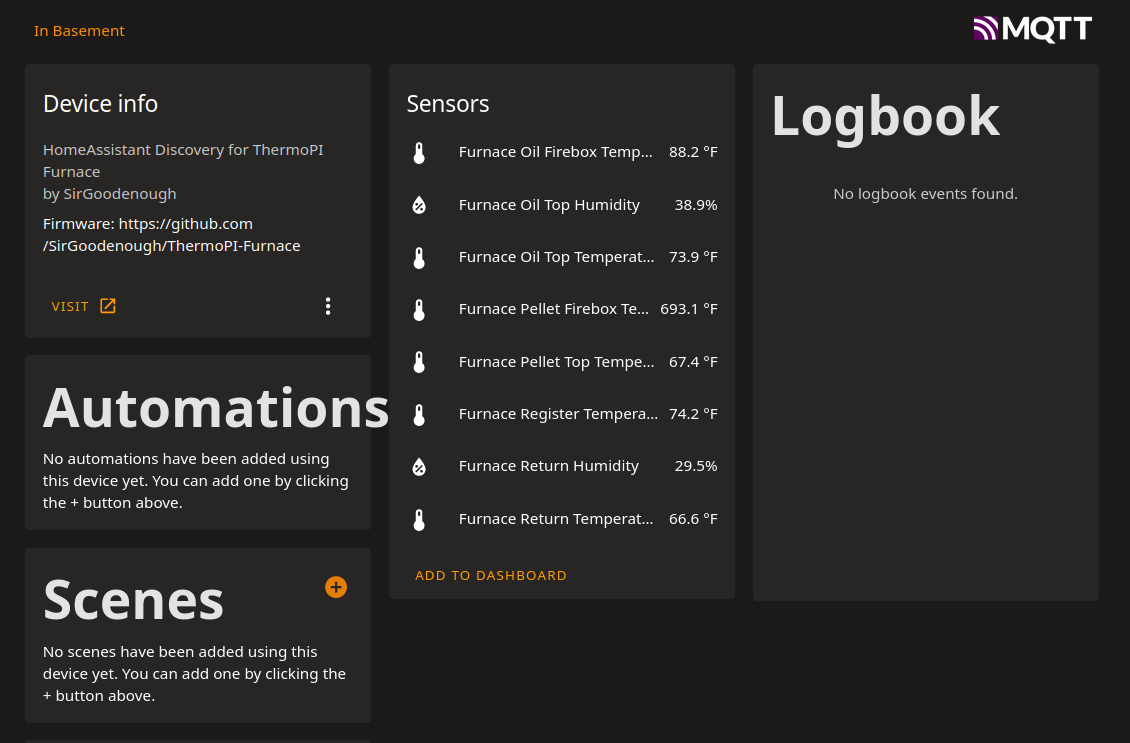 In Basement
MQTT
Device info
HomeAssistant Discovery for ThermoPI
Furnace
by SirGoodenough
Firmware: https://github.com
/SirGoodenough/ThermoPI-Furnace
VISIT
Automations
No automations have been added using
this device yet. You can add one by clicking
the + button above.
Scenes
No scenes have been added using this
device yet. You can add one by clicking the
+ button above.
Sensors
Furnace Oil Firebox Temp... 88.2 °F
Furnace Oil Top Humidity 38.9%
Furnace Oil Top Temperat... 73.9 °F
Furnace Pellet Firebox Te... 693.1 °F
Furnace Pellet Top Tempe... 67.4 °F
Furnace Register Tempera... 74.2 °F
Furnace Return Humidity 29.5%
Furnace Return Temperat... 66.6 °F
ADD TO DASHBOARD
Logbook
No logbook events found.